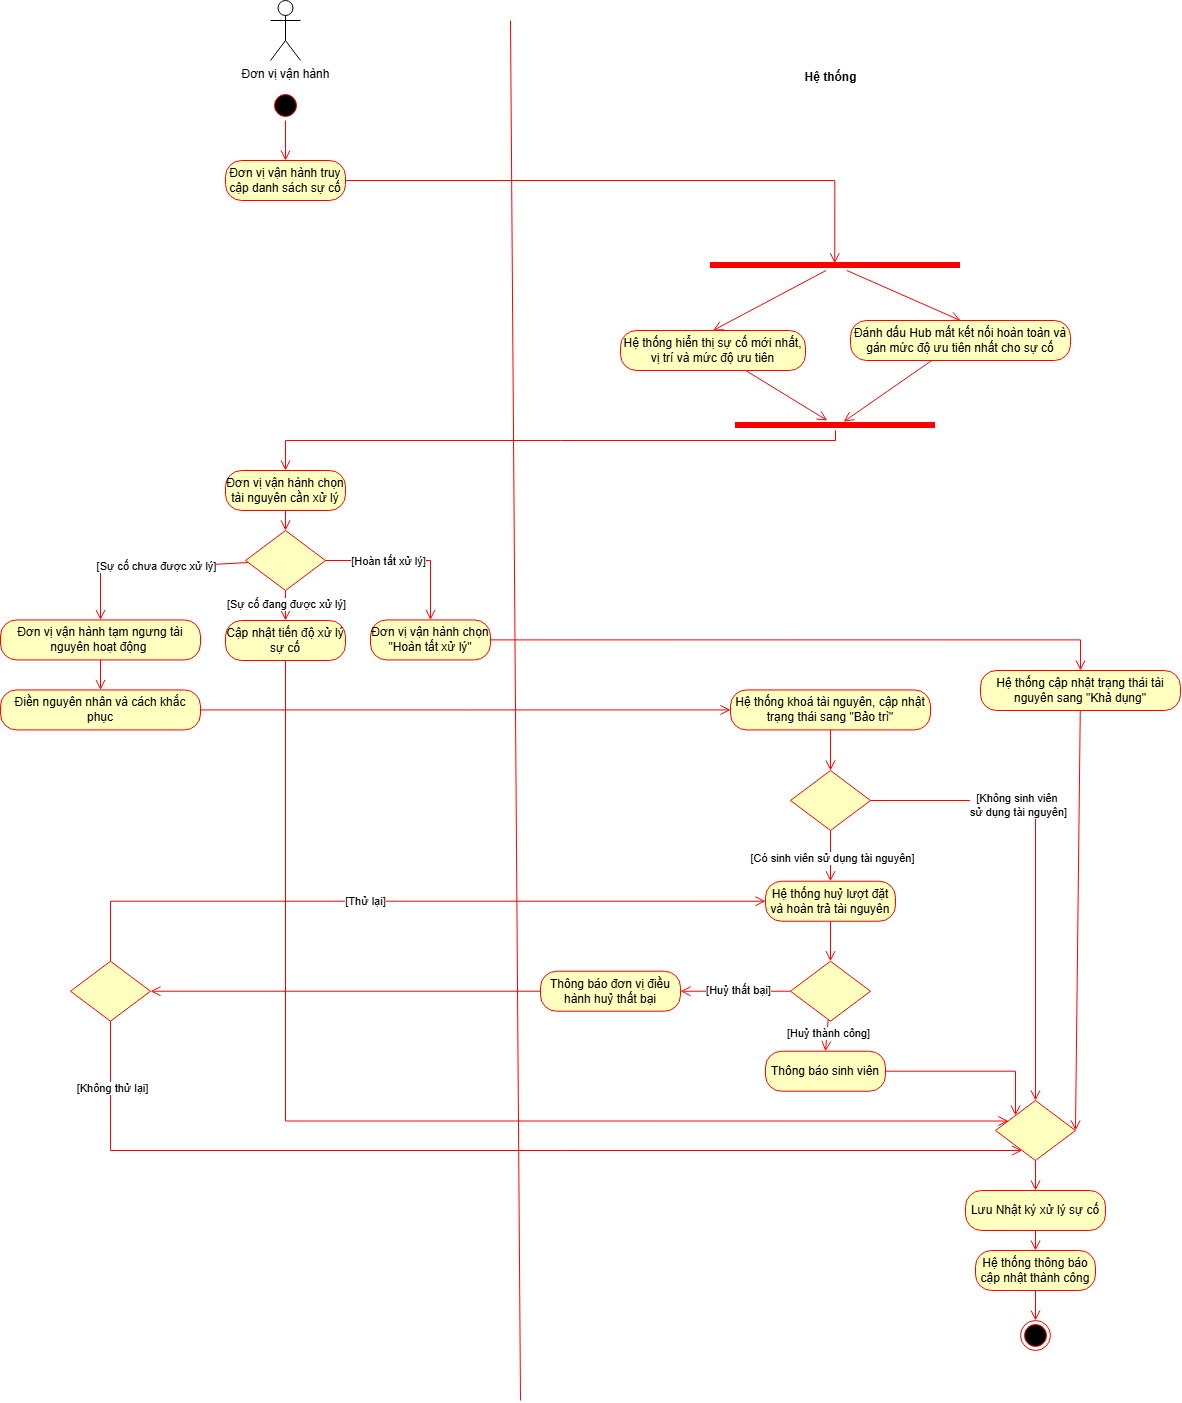 Đơn vị vận hành
Hệ thống
Đơn vị vận hành truy
cập danh sách sự cố
Hệ thống hiển thị sự cố mới nhất,
vị trí và mức độ ưu tiên
Đánh dấu Hub mất kết nối hoàn toàn và
gán mức độ ưu tiên nhất cho sự cố
Đơn vị vận hành chọn
tài nguyên cần xử lý
[Sự cố chưa được xử lý]
[Hoàn tất xử lý]
[Sự cố đang được xử lý]
Đơn vị vận hành tạm ngưng tài
nguyên hoạt động
Cập nhật tiến độ xử lý
sự cố
Đơn vị vận hành chọn
"Hoàn tất xử lý"
Hệ thống cập nhật trạng thái tài
nguyên sang "Khả dụng"
Điền nguyên nhân và cách khắc
phục
Hệ thống khoá tài nguyên, cập nhật
trạng thái sang "Bảo trì"
[Không sinh viên
sử dụng tài nguyên]
[Có sinh viên sử dụng tài nguyên]
Hệ thống huỷ lượt đặt
và hoàn trả tài nguyên
[Thử lại]
Thông báo đơn vị điều
hành huỷ thất bại
[Huỷ thất bại]
[Huỷ thành công]
Thông báo sinh viên
[Không thử lại]
Lưu Nhật ký xử lý sự cố
Hệ thống thông báo
cập nhật thành công